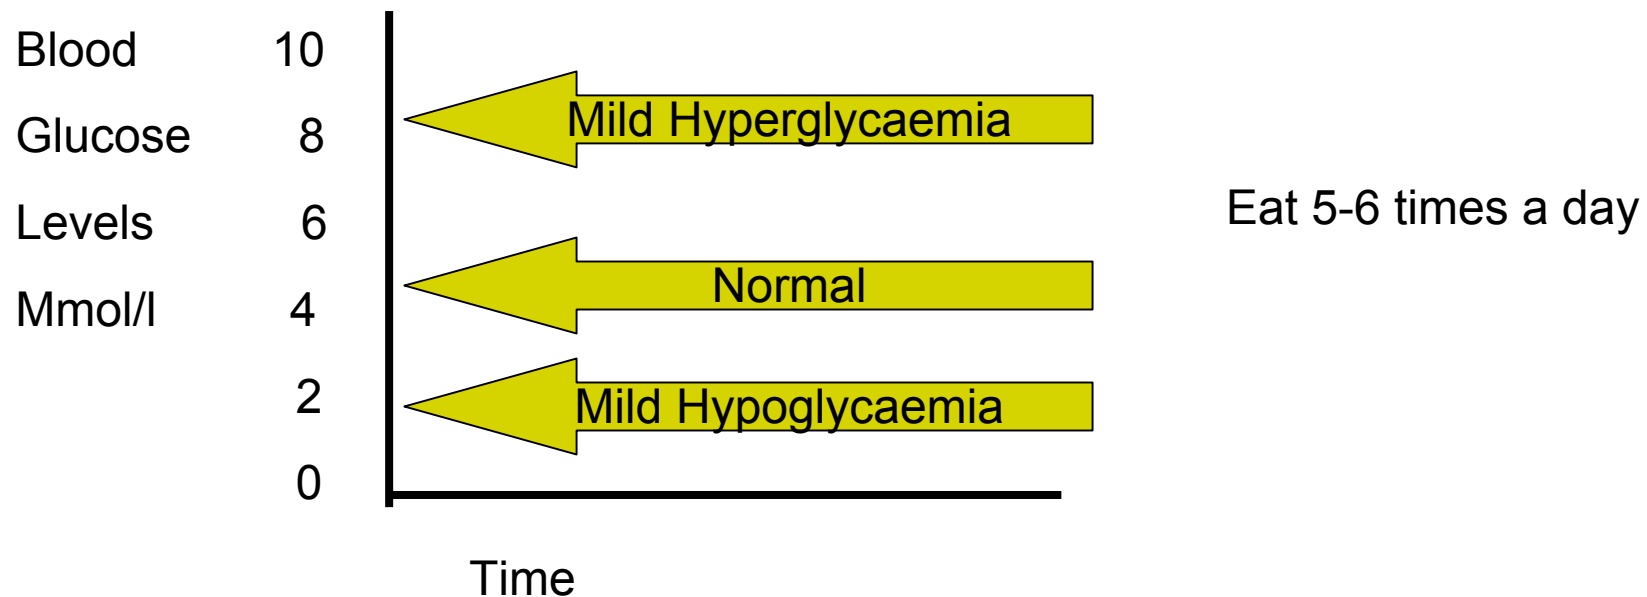 Blood 10
Mild Hyperglycaemia
Glucose 8
Levels 6
Eat 5-6 times a day
Normal
Mmol/l 4
2
Mild Hypoglycaemia
0
Time